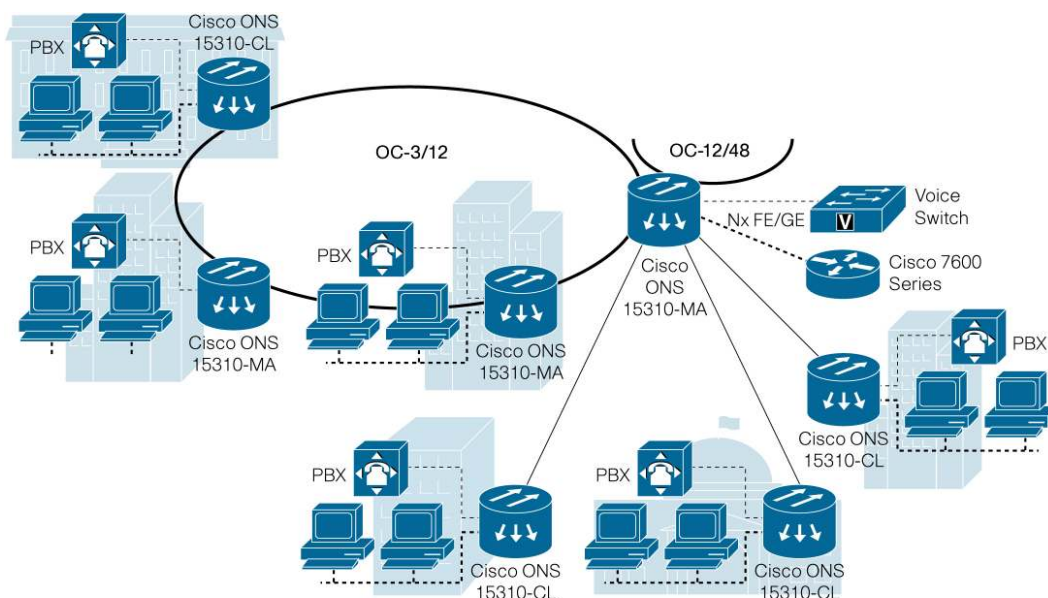 Cisco ONS
15310-CL
PBX
OC-3/12
OC-12/48
PBX
PBX
Nx FE/GE
Voice
Switch
V
Cisco 7600
Series
Cisco
ONS
15310-MA
Cisco ONS
15310-MA
Cisco ONS
15310-MA
PBX
Cisco ONS
15310-CL
PBX
PBX
Cisco ONS
15310-CL
Cisco ONS
15310-CL